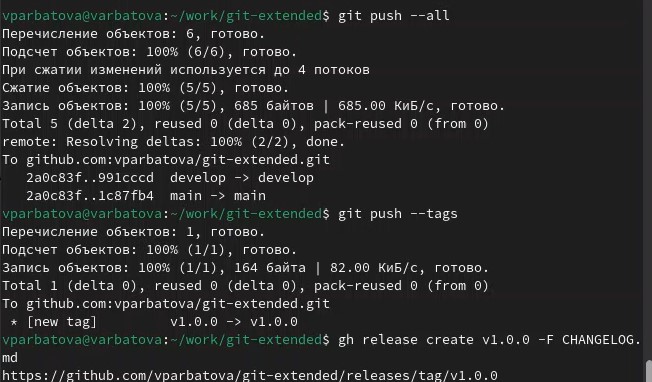 vparbatova@varbatova:~/work/git-extended$ git push --all
Перечисление объектов: 6, готово.
Подсчет объектов: 100% (6/6), готово.
При сжатии изменений используется до 4 потоков
Сжатие объектов: 100% (5/5), готово.
Запись объектов: 100% (5/5), 685 байтов | 685.00 КиБ/с, готово.
Total 5 (delta 2), reused 0 (delta 0), pack-reused 0 (from 0)
remote: Resolving deltas: 100% (2/2), done.
To github.com:vparbatova/git-extended.git
   2a0c83f..991cccd  develop -> develop
   2a0c83f..1c87fb4  main -> main
vparbatova@varbatova:~/work/git-extended$ git push --tags
Перечисление объектов: 1, готово.
Подсчет объектов: 100% (1/1), готово.
Запись объектов: 100% (1/1), 164 байта | 82.00 КиБ/с, готово.
Total 1 (delta 0), reused 0 (delta 0), pack-reused 0 (from 0)
To github.com:vparbatova/git-extended.git
 * [new tag]         v1.0.0 -> v1.0.0
vparbatova@varbatova:~/work/git-extended$ gh release create v1.0.0 -F CHANGELOG.
md
https://github.com/vparbatova/git-extended/releases/tag/v1.0.0